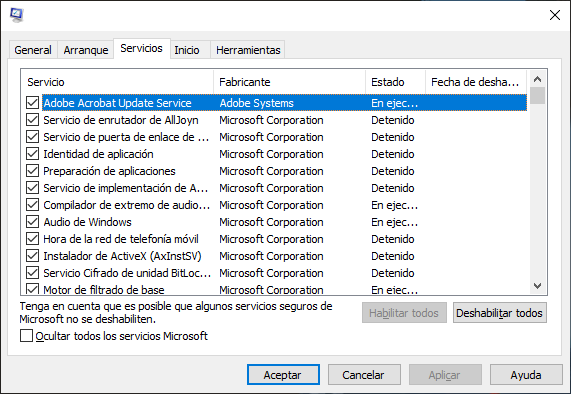 General Arranque Servicios Inicio Herramientas
Servicio Fabricante Estado Fecha de desha...
Adobe Acrobat Update Service Adobe Systems En ejec...
Servicio de enrutador de AllJoyn Microsoft Corporation Detenido
Servicio de puerta de enlace de ... Microsoft Corporation Detenido
Identidad de aplicación Microsoft Corporation Detenido
Preparación de aplicaciones Microsoft Corporation Detenido
Servicio de implementación de A... Microsoft Corporation Detenido
Compilador de extremo de audio... Microsoft Corporation En ejec...
Audio de Windows Microsoft Corporation En ejec...
Hora de la red de telefonía móvil Microsoft Corporation Detenido
Instalador de ActiveX (AxInstSV) Microsoft Corporation Detenido
Servicio Cifrado de unidad BitLoc... Microsoft Corporation Detenido
Motor de filtrado de base Microsoft Corporation En ejec...
Tenga en cuenta que es posible que algunos servicios seguros de
Microsoft no se deshabiliten.
Habilitar todos Deshabilitar todos
Ocultar todos los servicios Microsoft
Aceptar Cancelar Aplicar Ayuda